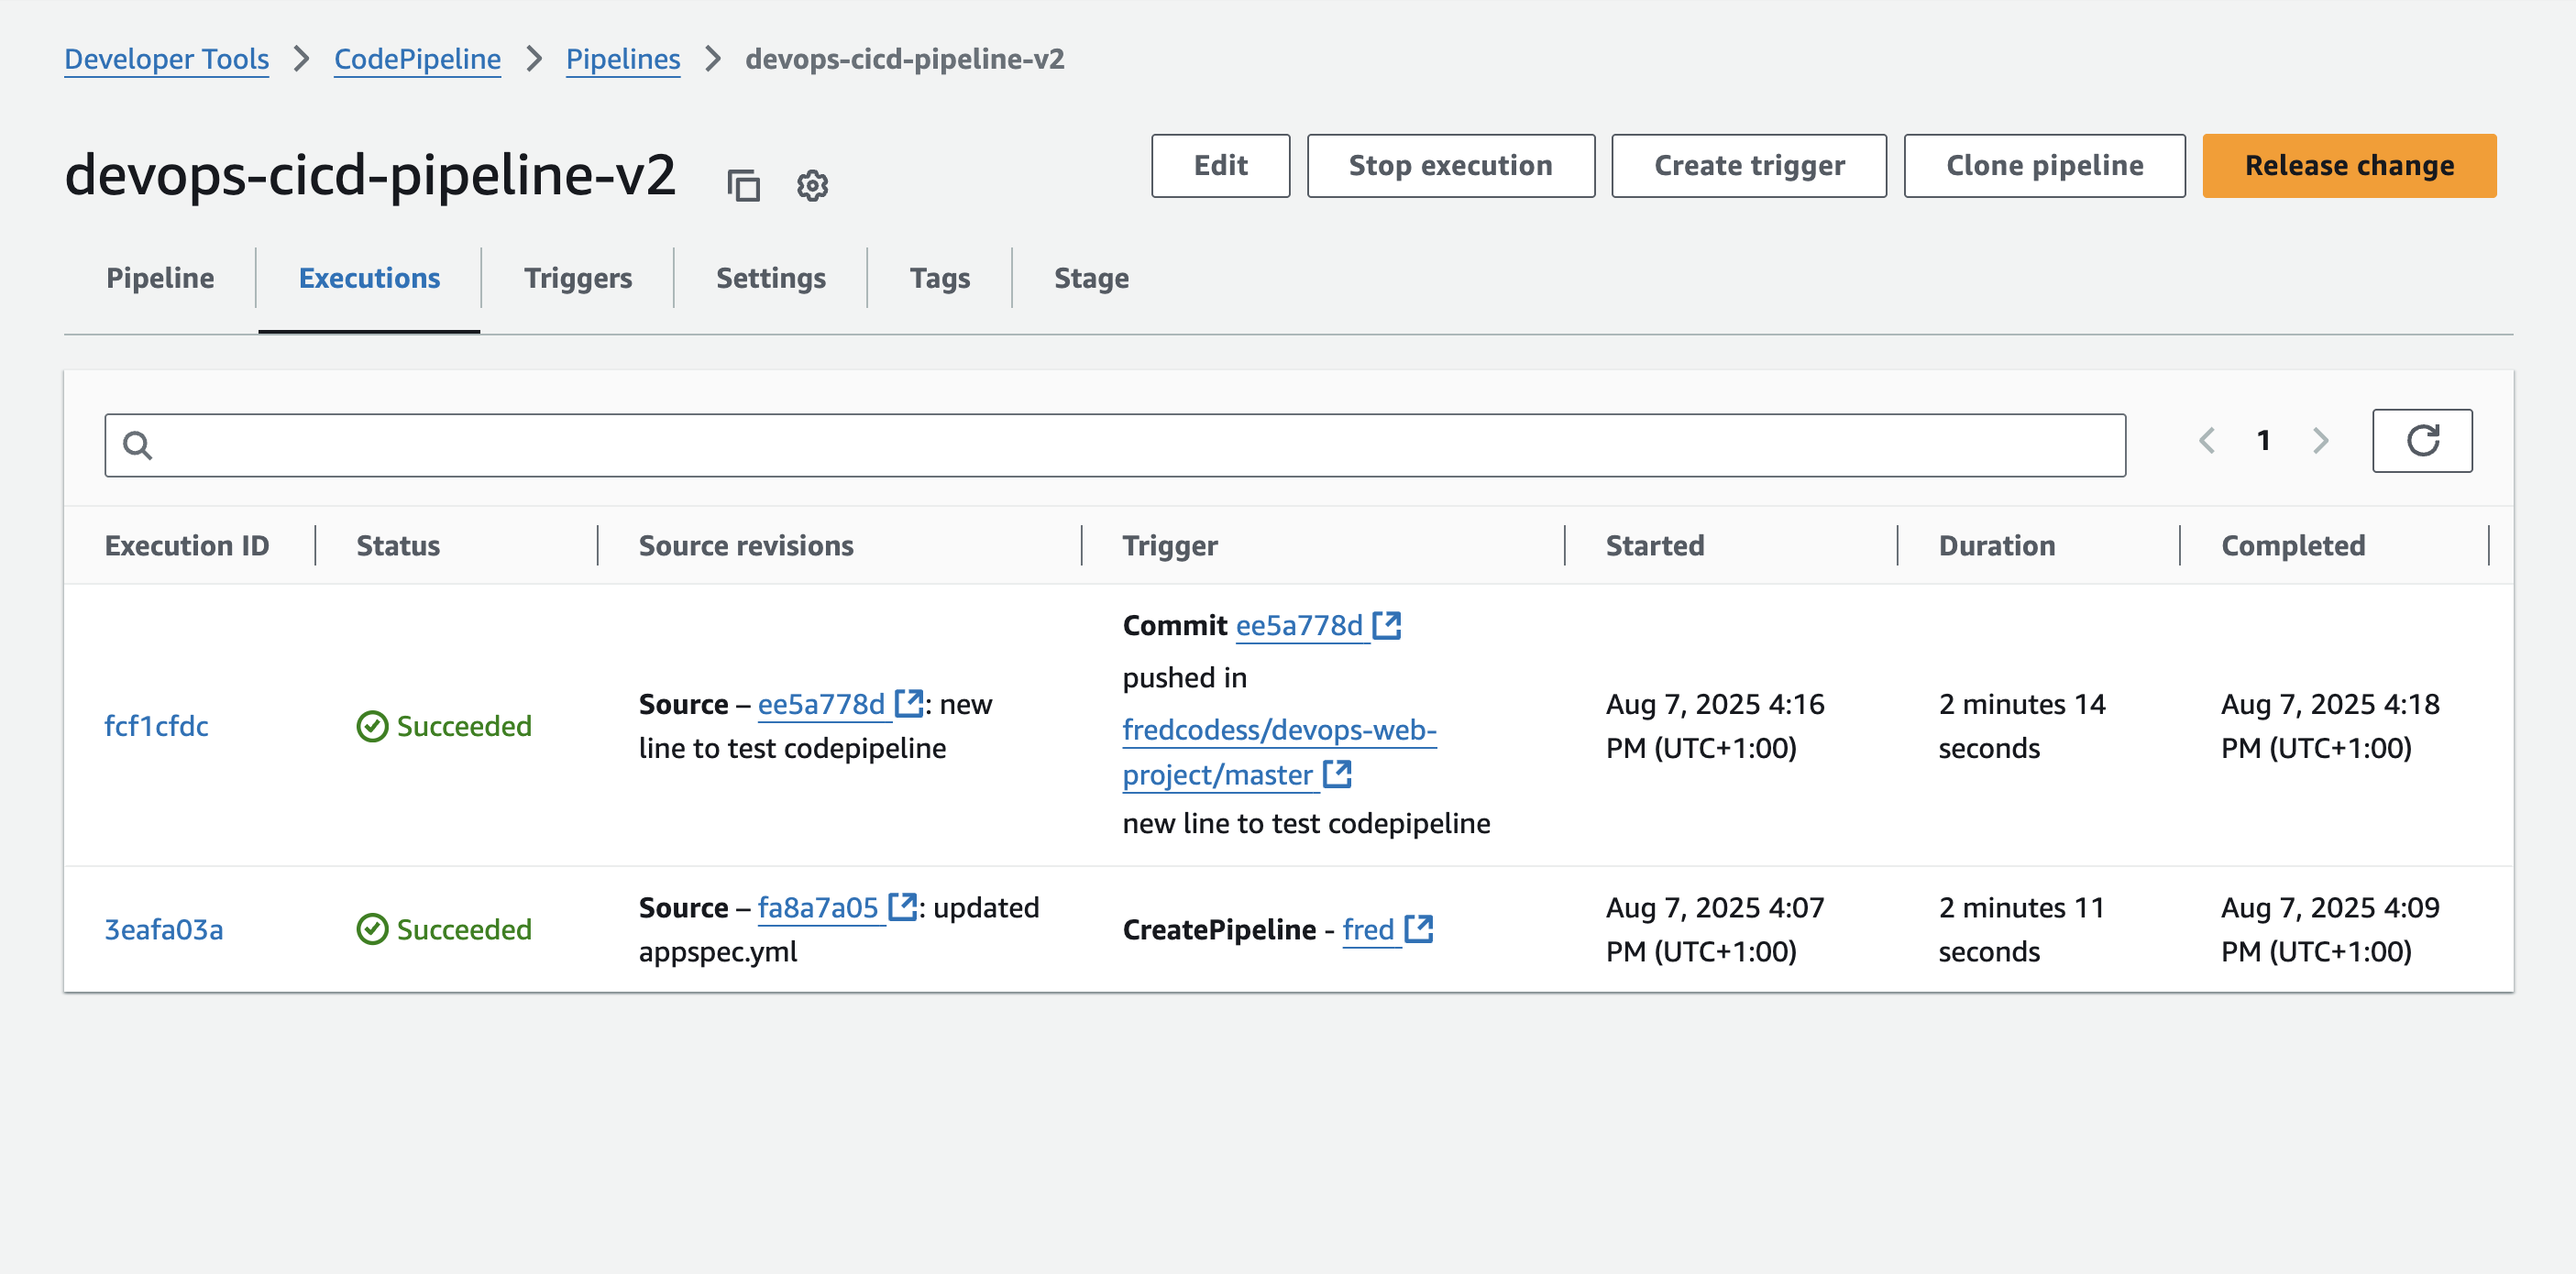 Developer Tools > CodePipeline > Pipelines > devops-cicd-pipeline-v2
devops-cicd-pipeline-v2
Edit
Stop execution
Create trigger
Clone pipeline
Release change
Pipeline
Executions
Triggers
Settings
Tags
Stage
1
Execution ID
Status
Source revisions
Trigger
Started
Duration
Completed
fcf1cfdc
Succeeded
Source – ee5a778d : new
line to test codepipeline
Commit ee5a778d
pushed in
fredcodess/devops-web-
project/master
new line to test codepipeline
Aug 7, 2025 4:16
PM (UTC+1:00)
2 minutes 14
seconds
Aug 7, 2025 4:18
PM (UTC+1:00)
3eafa03a
Succeeded
Source – fa8a7a05 : updated
appspec.yml
CreatePipeline - fred
Aug 7, 2025 4:07
PM (UTC+1:00)
2 minutes 11
seconds
Aug 7, 2025 4:09
PM (UTC+1:00)